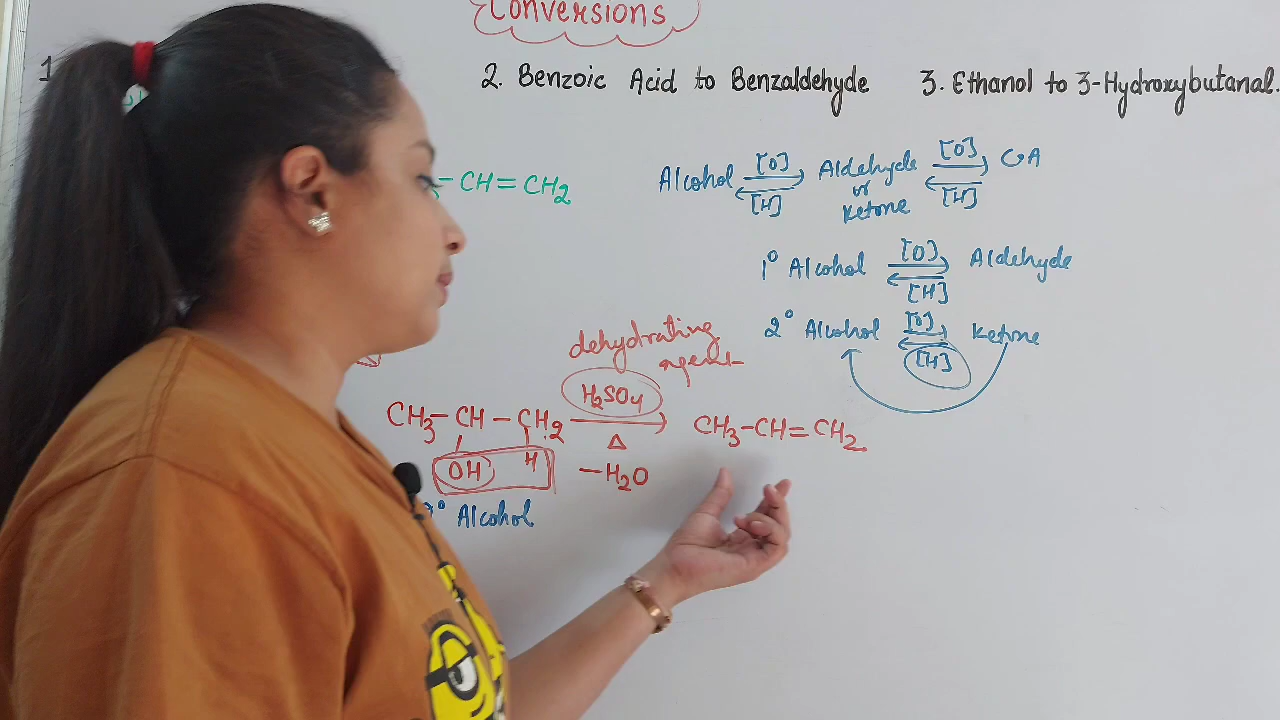 Conversions
1
2. Benzoic Acid to Benzaldehyde
3. Ethanol to 3-Hydroxybutanal.
-CH=CH2
Alcohol [O] [H] Aldehyde or Ketone [O] [H] CA
1° Alcohol [O] [H] Aldehyde
2° Alcohol [O] [H] Ketone
dehydrating
agent
CH3-CH-CH2 H2SO4 CH3-CH=CH2
OH H Δ
-H2O
° Alcohol